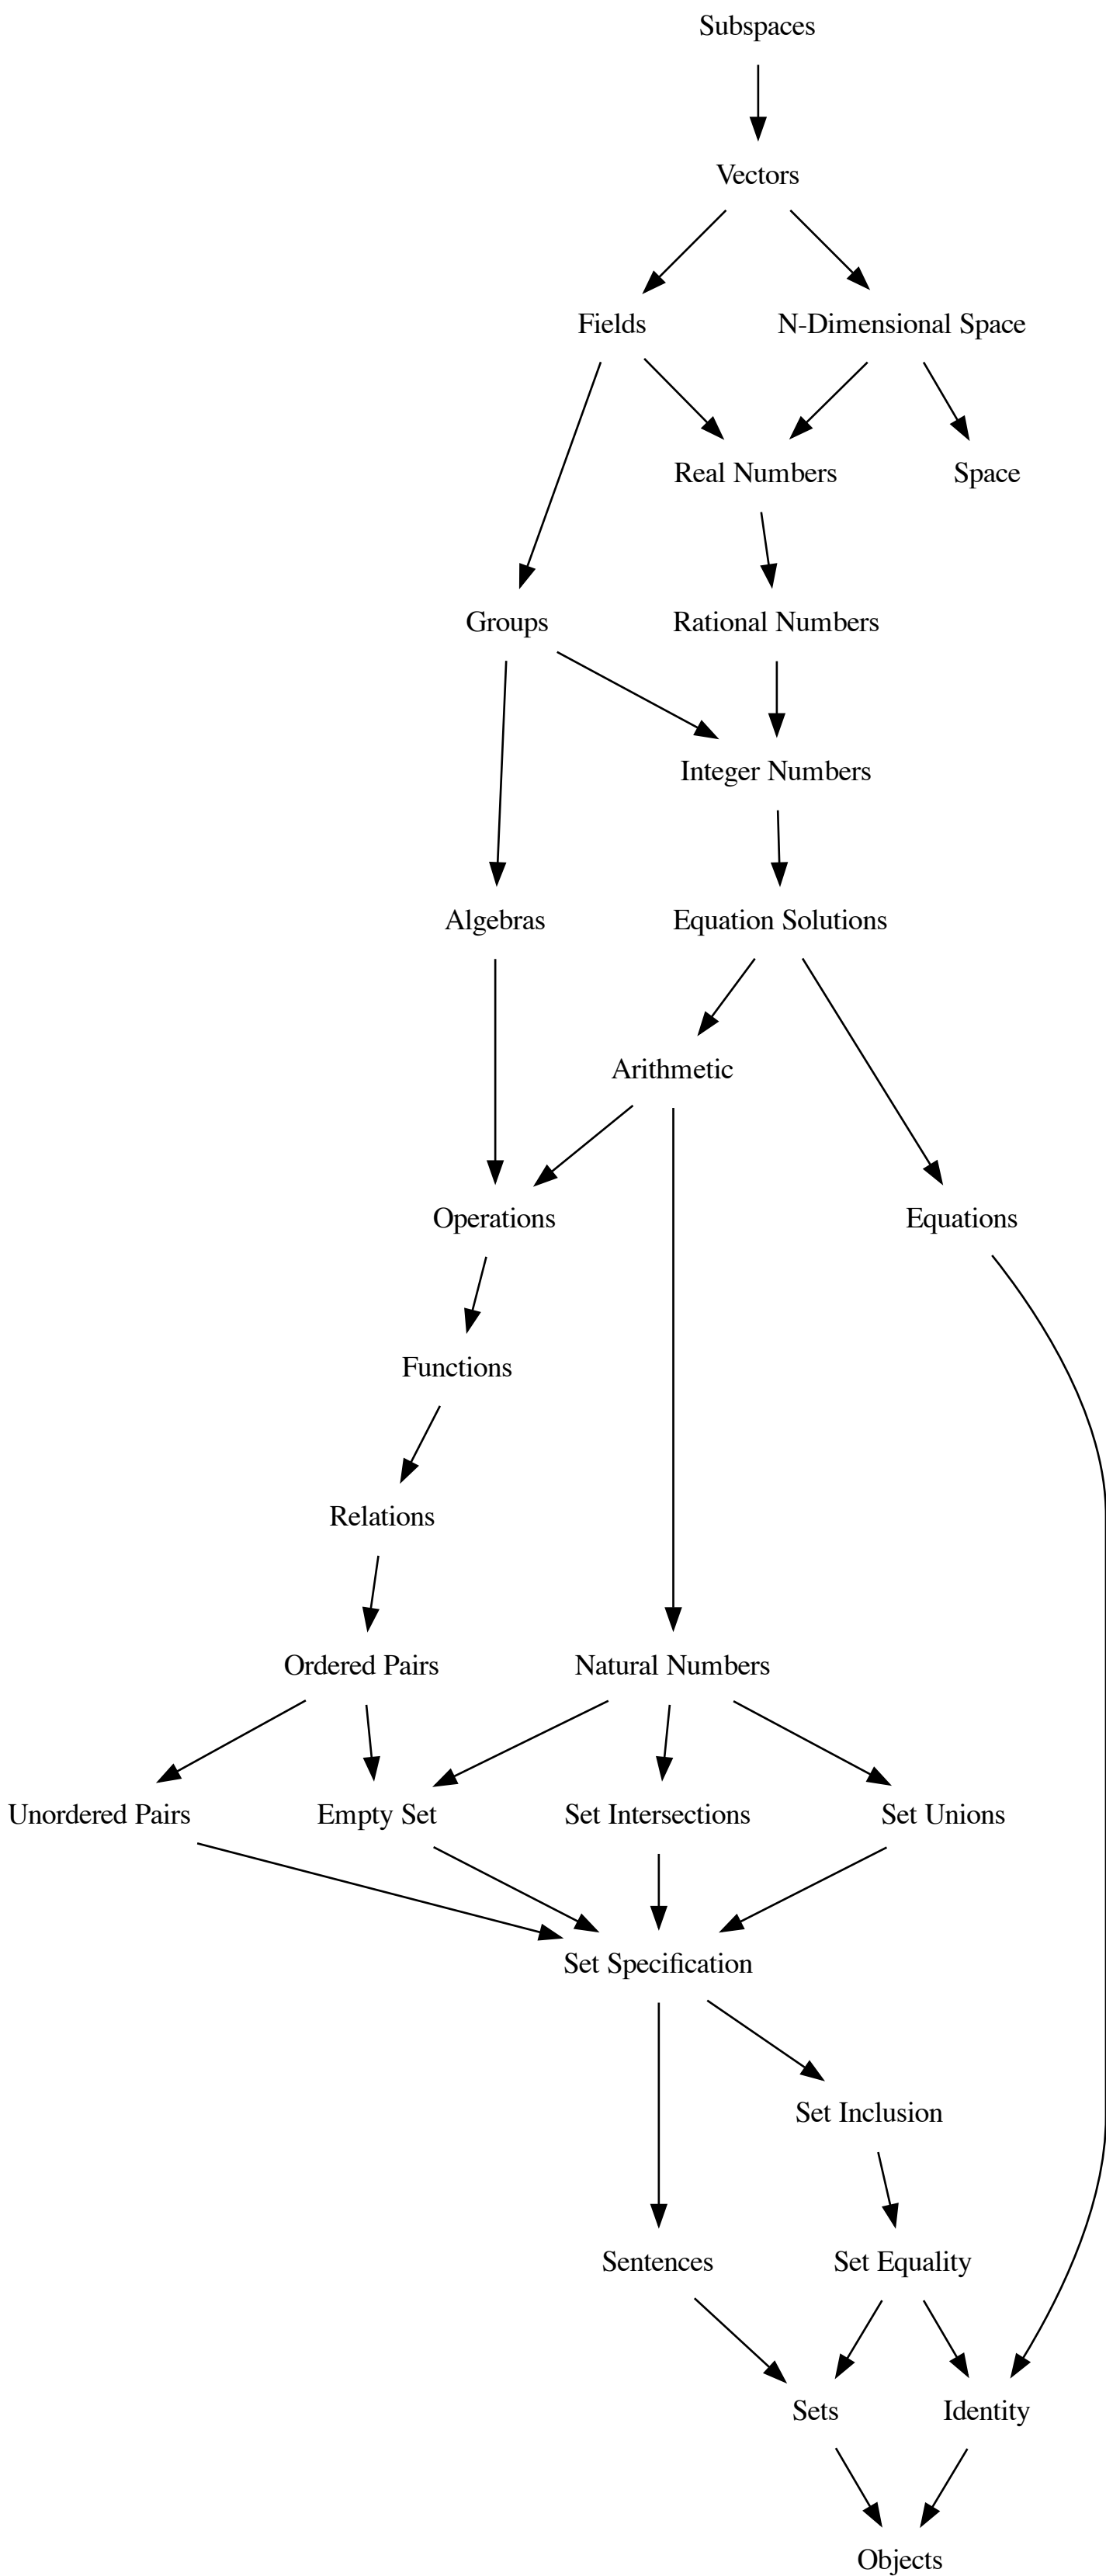 Subspaces
Vectors
Fields
N-Dimensional Space
Real Numbers
Space
Groups
Rational Numbers
Integer Numbers
Algebras
Equation Solutions
Arithmetic
Operations
Equations
Functions
Relations
Ordered Pairs
Natural Numbers
Unordered Pairs
Empty Set
Set Intersections
Set Unions
Set Specification
Set Inclusion
Sentences
Set Equality
Sets
Identity
Objects